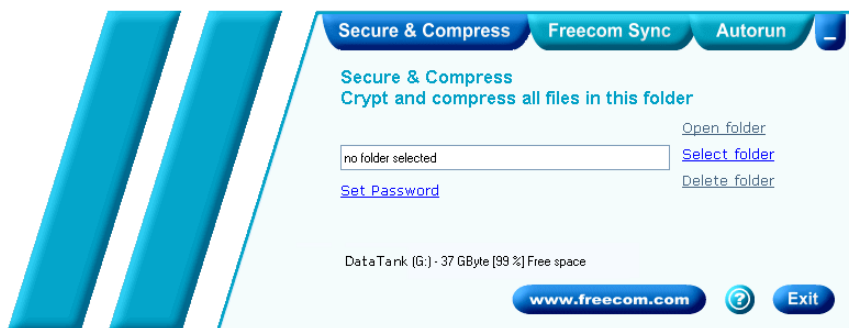 Secure & Compress
Freecom Sync
Autorun
_
Secure & Compress
Crypt and compress all files in this folder
Open folder
no folder selected
Select folder
Set Password
Delete folder
DataTank (G:) - 37 GByte [99 %] Free space
www.freecom.com
?
Exit